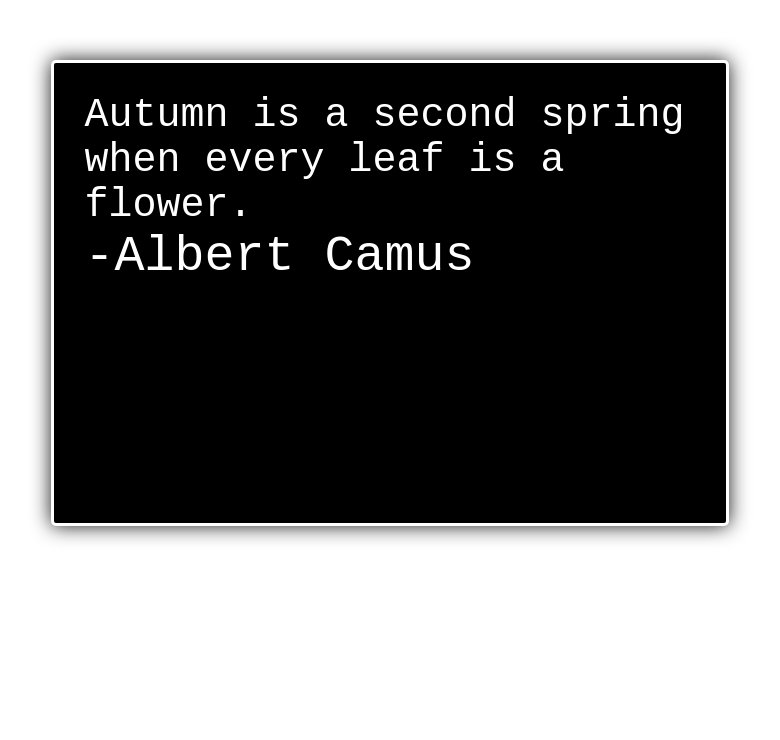 Autumn is a second spring
when every leaf is a
flower.
-Albert Camus